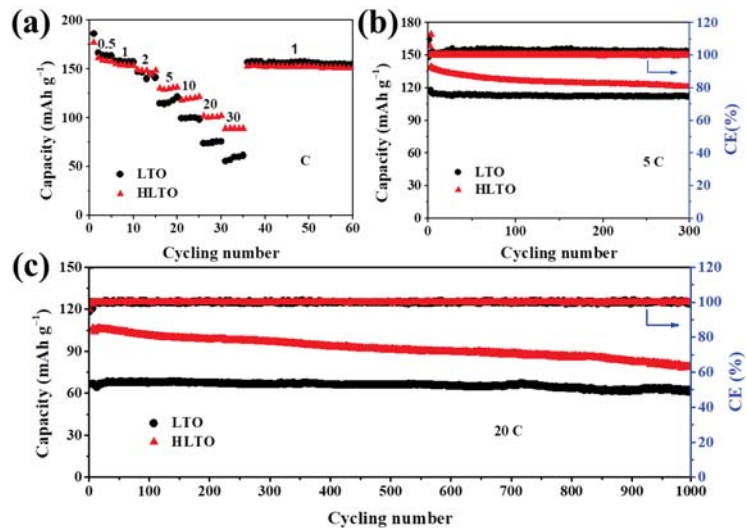 (a)
200
150
100
50
0
Capacity (mAh g⁻¹)
0.5
1
2
5
10
20
30
1
C
LTO
HLTO
0 10 20 30 40 50 60
Cycling number
(b)
180
150
120
90
60
30
0
Capacity (mAh g⁻¹)
LTO
HLTO
5 C
0 100 200 300
Cycling number
120
100
80
60
40
20
0
CE(%)
(c)
150
120
90
60
30
0
Capacity (mAh g⁻¹)
LTO
HLTO
20 C
0 100 200 300 400 500 600 700 800 900 1000
Cycling number
120
100
80
60
40
20
0
CE (%)